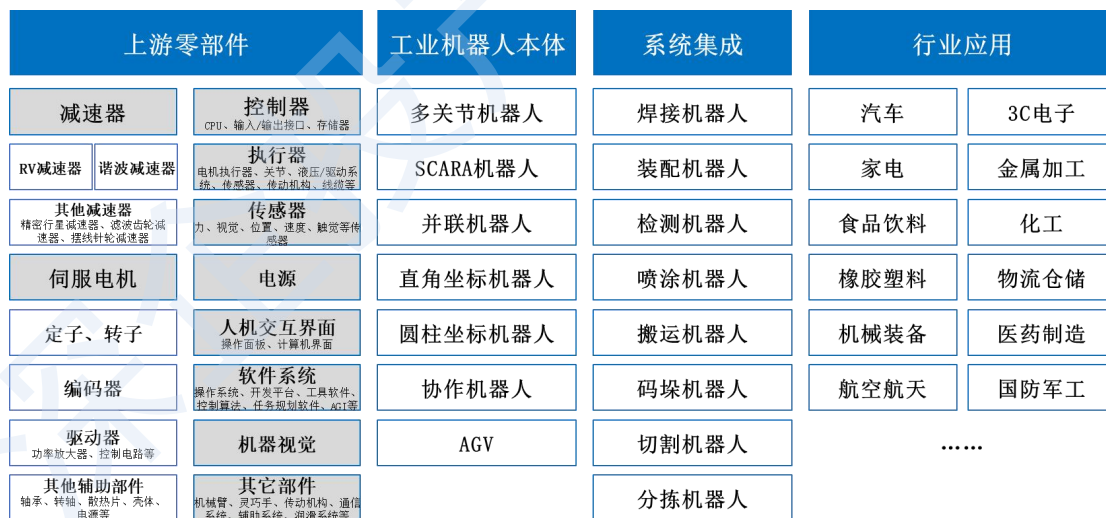 上游零部件
工业机器人本体
系统集成
行业应用
减速器
控制器
CPU、输入/输出接口、存储器
多关节机器人
焊接机器人
汽车
3C电子
RV减速器
谐波减速器
执行器
电机执行器、关节、液压/驱动系
统、传感器、传动机构、线缆等
SCARA机器人
装配机器人
家电
金属加工
其他减速器
精密行星减速器、滤波齿轮减
速器、摆线针轮减速器
传感器
力、视觉、位置、速度、触觉等传
感器
并联机器人
检测机器人
食品饮料
化工
伺服电机
电源
直角坐标机器人
喷涂机器人
橡胶塑料
物流仓储
定子、转子
人机交互界面
操作面板、计算机界面
圆柱坐标机器人
搬运机器人
机械装备
医药制造
编码器
软件系统
操作系统、开发平台、工具软件、
控制算法、任务规划软件、AGI等
协作机器人
码垛机器人
航空航天
国防军工
驱动器
功率放大器、控制电路等
机器视觉
AGV
切割机器人
……
其他辅助部件
轴承、转轴、散热片、壳体、
电源等
其它部件
机械臂、灵巧手、传动机构、通信
系统、辅助系统、润滑系统等
分拣机器人